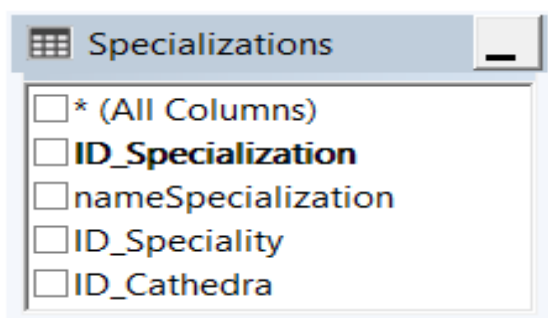 Specializations
* (All Columns)
ID_Specialization
nameSpecialization
ID_Speciality
ID_Cathedra